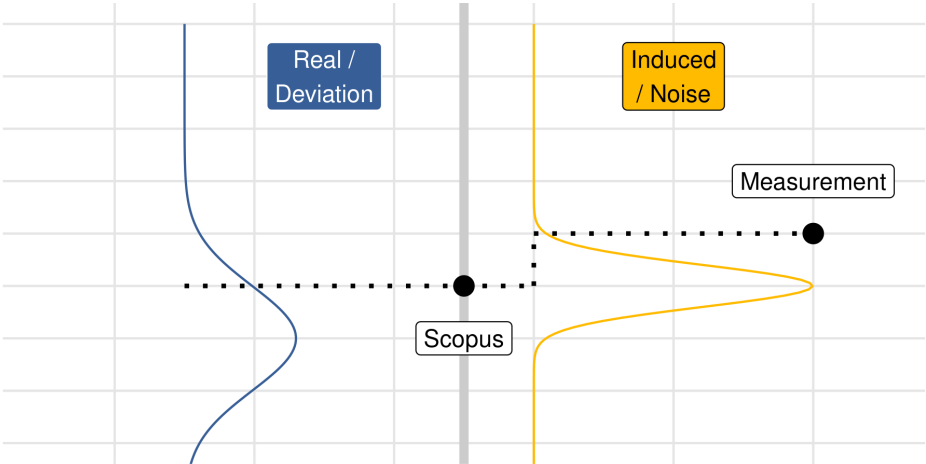 Real /
Deviation
Induced
/ Noise
Measurement
Scopus